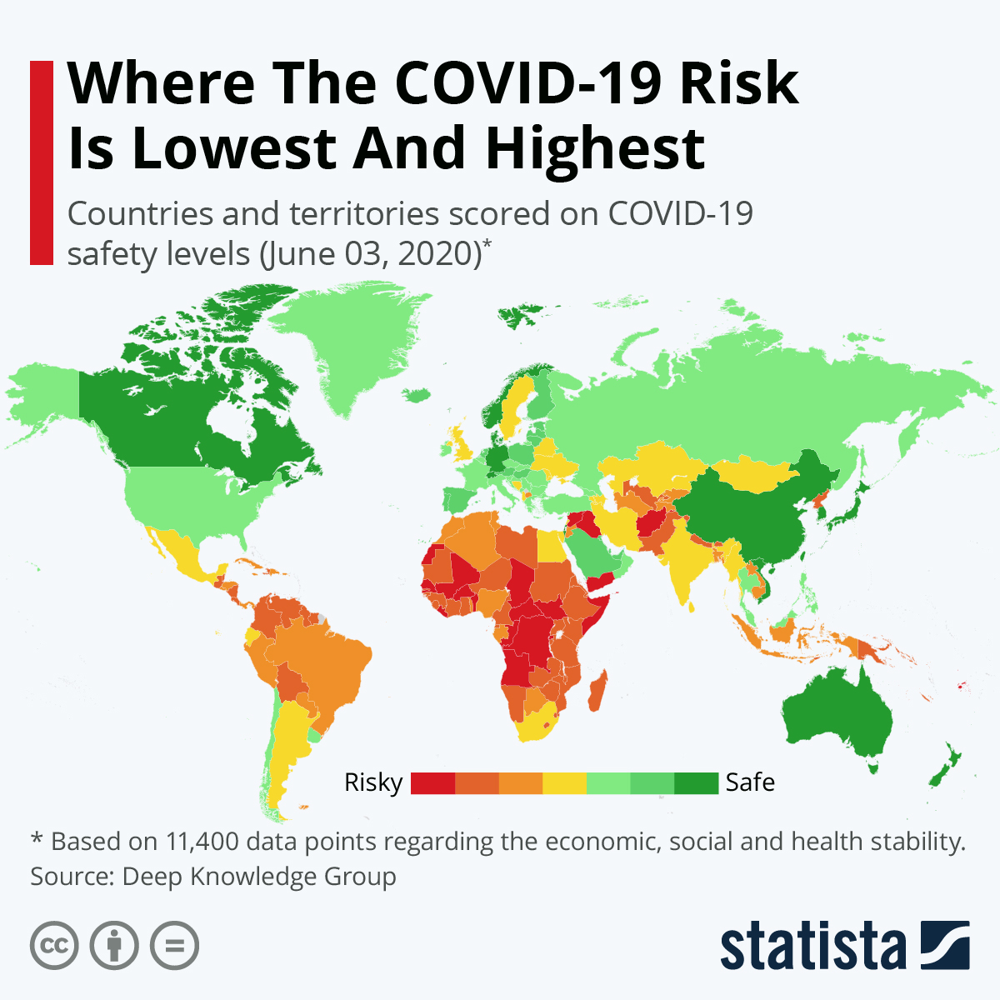 Where The COVID-19 Risk
Is Lowest And Highest
Countries and territories scored on COVID-19
safety levels (June 03, 2020)*
Risky
Safe
* Based on 11,400 data points regarding the economic, social and health stability.
Source: Deep Knowledge Group
cc
=
statista